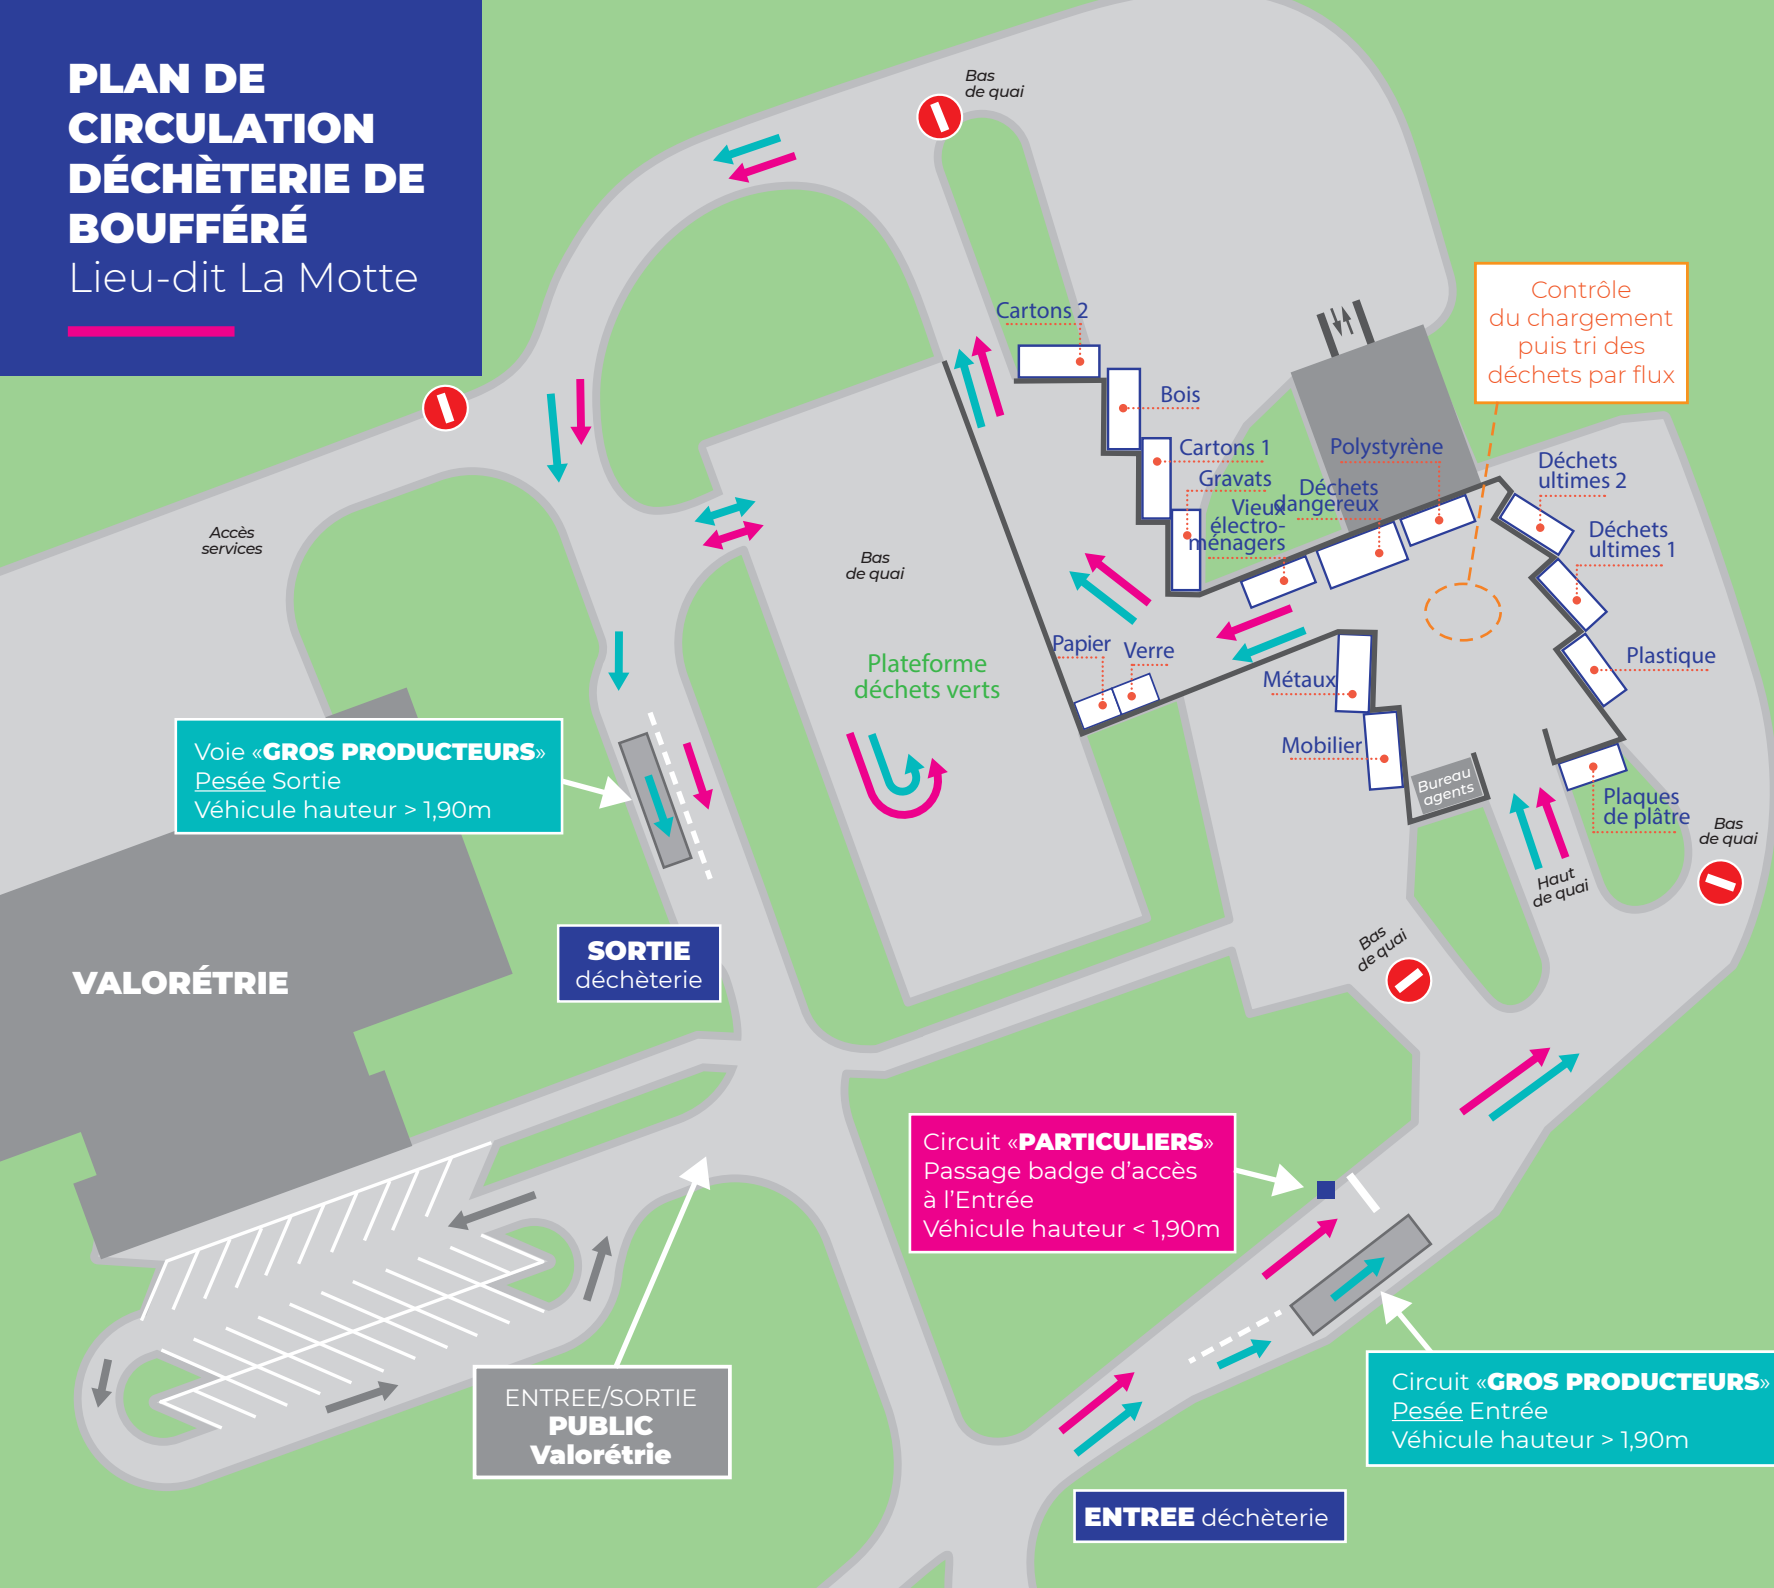 PLAN DE
CIRCULATION
DÉCHÈTERIE DE
BOUFFÉRÉ
Lieu-dit La Motte
Bas
de quai
Cartons 2
Bois
Cartons 1
Gravats
Vieux
électro-
ménagers
Déchets
dangereux
Polystyrène
Contrôle
du chargement
puis tri des
déchets par flux
Déchets
ultimes 2
Déchets
ultimes 1
Plastique
Plaques
de plâtre
Bas
de quai
Accès
services
Bas
de quai
Plateforme
déchets verts
Papier
Verre
Métaux
Mobilier
Bureau
agents
Haut
de quai
Bas
de quai
Voie «GROS PRODUCTEURS»
Pesée Sortie
Véhicule hauteur > 1,90m
SORTIE
déchèterie
VALORÉTRIE
Circuit «PARTICULIERS»
Passage badge d’accès
à l’Entrée
Véhicule hauteur < 1,90m
ENTREE/SORTIE
PUBLIC
Valorétrie
Circuit «GROS PRODUCTEURS»
Pesée Entrée
Véhicule hauteur > 1,90m
ENTREE déchèterie